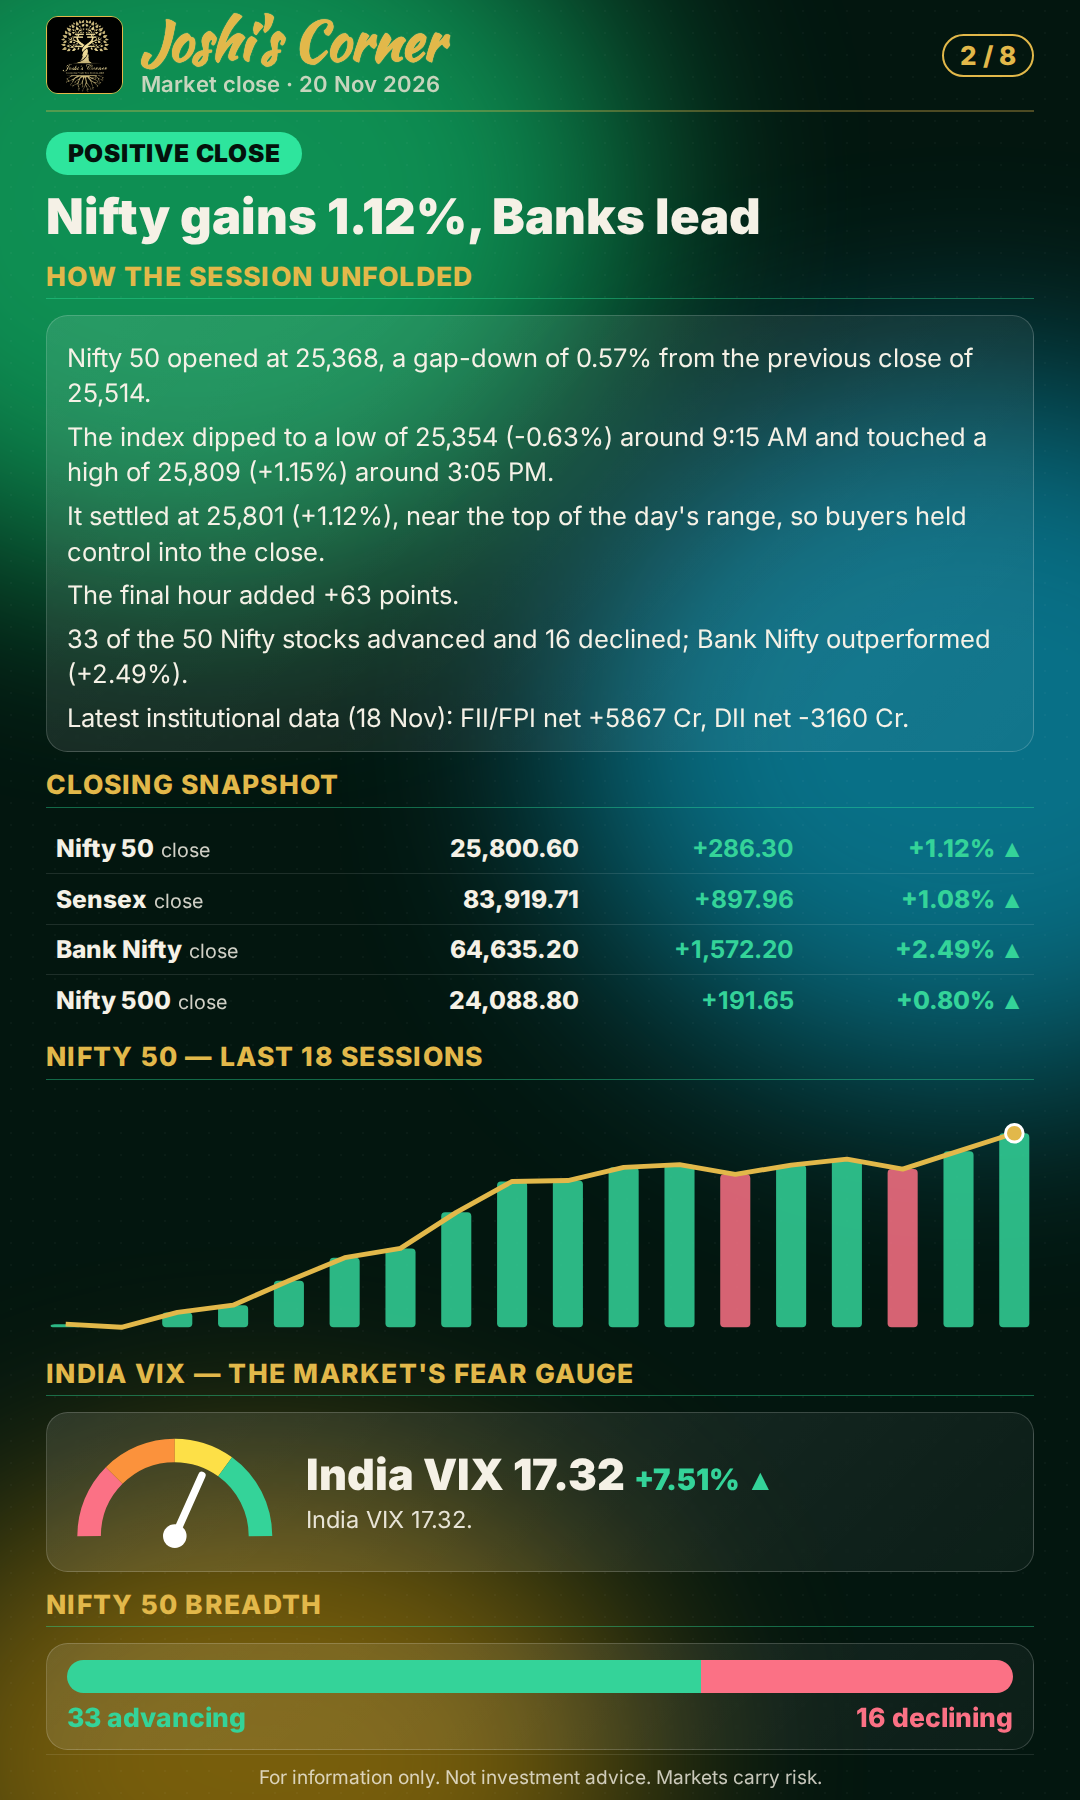 Joshi's Corner
Joshi's Corner
Market close · 20 Nov 2026
2 / 8
POSITIVE CLOSE
Nifty gains 1.12%, Banks lead
HOW THE SESSION UNFOLDED
Nifty 50 opened at 25,368, a gap-down of 0.57% from the previous close of
25,514.
The index dipped to a low of 25,354 (-0.63%) around 9:15 AM and touched a
high of 25,809 (+1.15%) around 3:05 PM.
It settled at 25,801 (+1.12%), near the top of the day's range, so buyers held
control into the close.
The final hour added +63 points.
33 of the 50 Nifty stocks advanced and 16 declined; Bank Nifty outperformed
(+2.49%).
Latest institutional data (18 Nov): FII/FPI net +5867 Cr, DII net -3160 Cr.
CLOSING SNAPSHOT
Nifty 50 close 25,800.60 +286.30 +1.12% ▲
Sensex close 83,919.71 +897.96 +1.08% ▲
Bank Nifty close 64,635.20 +1,572.20 +2.49% ▲
Nifty 500 close 24,088.80 +191.65 +0.80% ▲
NIFTY 50 — LAST 18 SESSIONS
INDIA VIX — THE MARKET'S FEAR GAUGE
India VIX 17.32 +7.51% ▲
India VIX 17.32.
NIFTY 50 BREADTH
33 advancing 16 declining
For information only. Not investment advice. Markets carry risk.